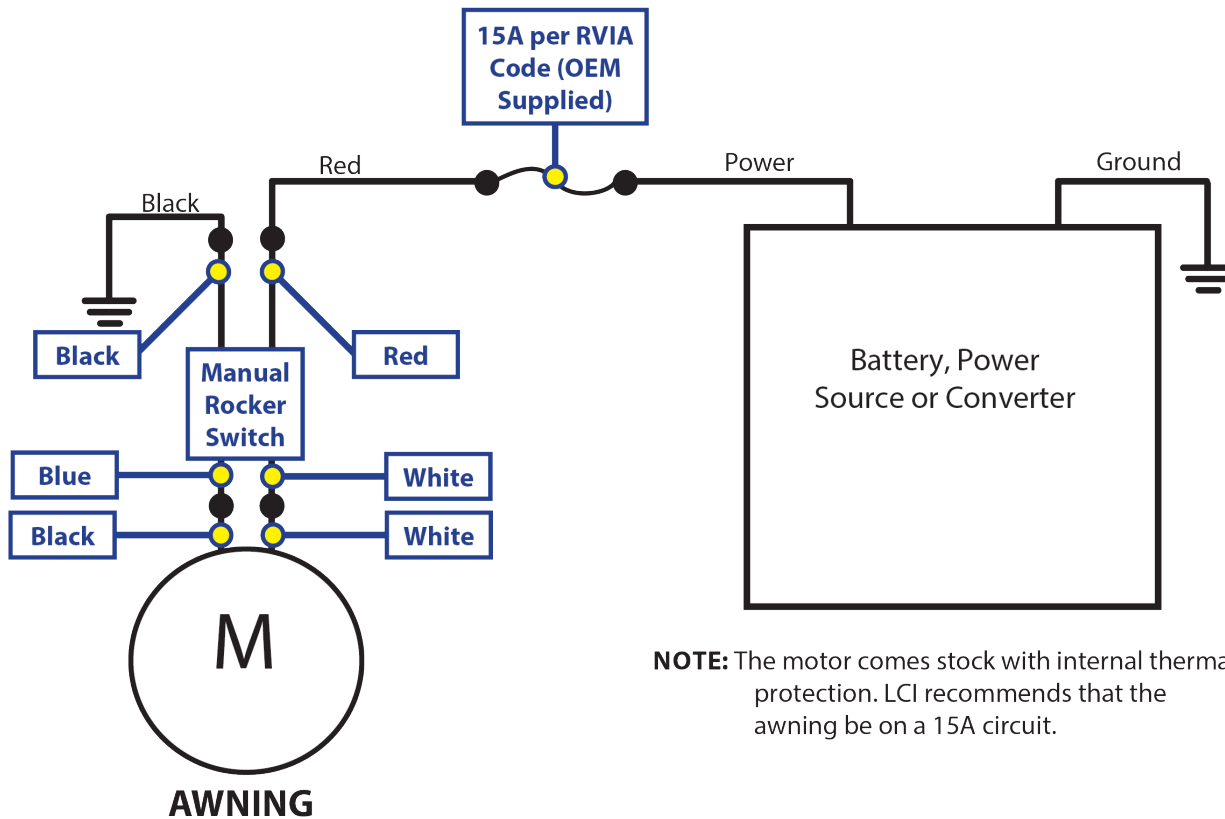 15A per RVIA
Code (OEM
Supplied)
Red
Power
Ground
Black
Black
Red
Manual
Rocker
Switch
Battery, Power
Source or Converter
Blue
White
Black
White
M
AWNING
NOTE: The motor comes stock with internal therma
protection. LCI recommends that the
awning be on a 15A circuit.